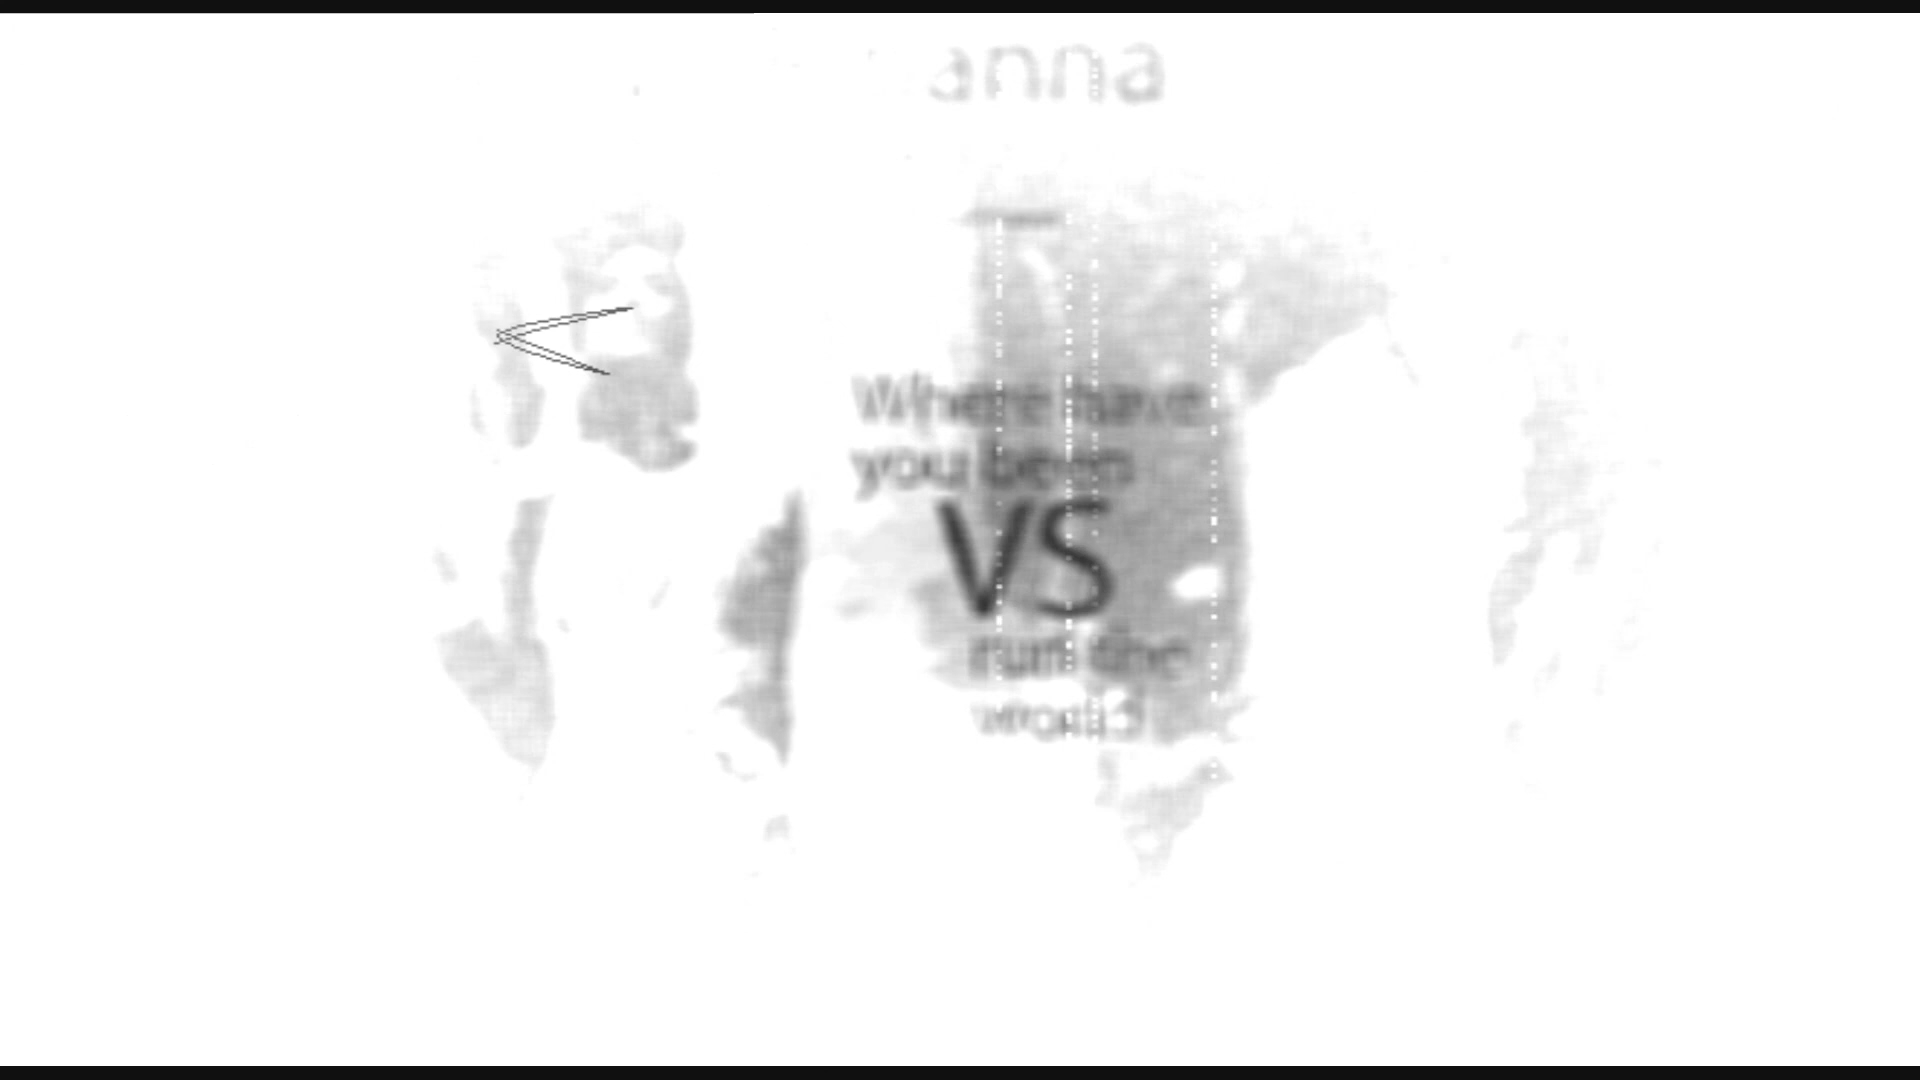 anna
Where have
you been
VS
run the
world